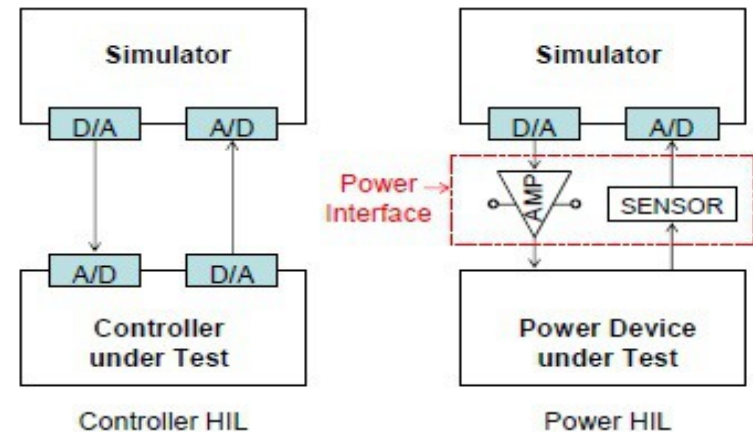 Simulator
D/A
A/D
A/D
D/A
Controller
under Test
Controller HIL
Simulator
D/A
A/D
Power
Interface
AMP
SENSOR
Power Device
under Test
Power HIL